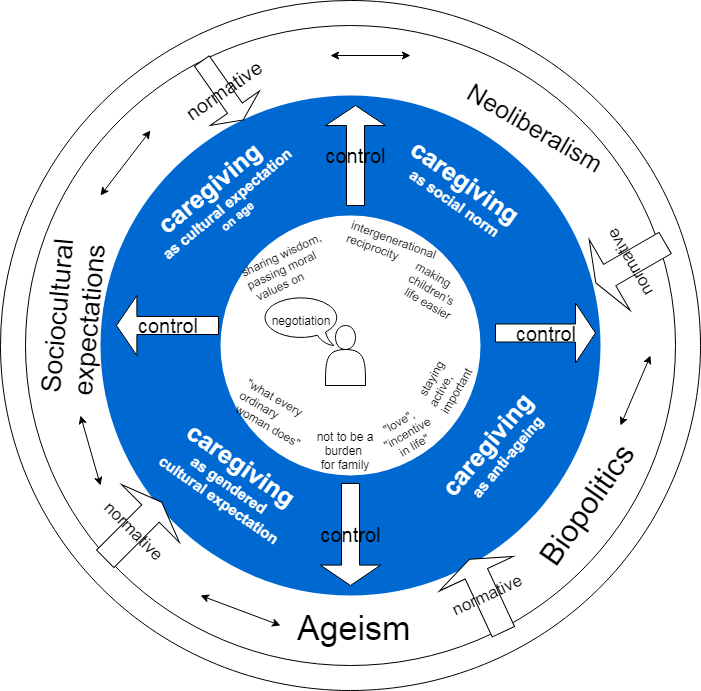 normative
Neoliberalism
control
caregiving
as cultural expectation
on age
caregiving
as social norm
sharing wisdom,
passing moral
values on
intergenerational
reciprocity
making
children's
life easier
normative
Sociocultural
expectations
control
negotiation
control
"what every
ordinary
woman does"
not to be a
burden
for family
"love",
"incentive
in life"
staying
active,
important
caregiving
as gendered
cultural expectation
caregiving
as anti-ageing
control
normative
normative
Biopolitics
Ageism